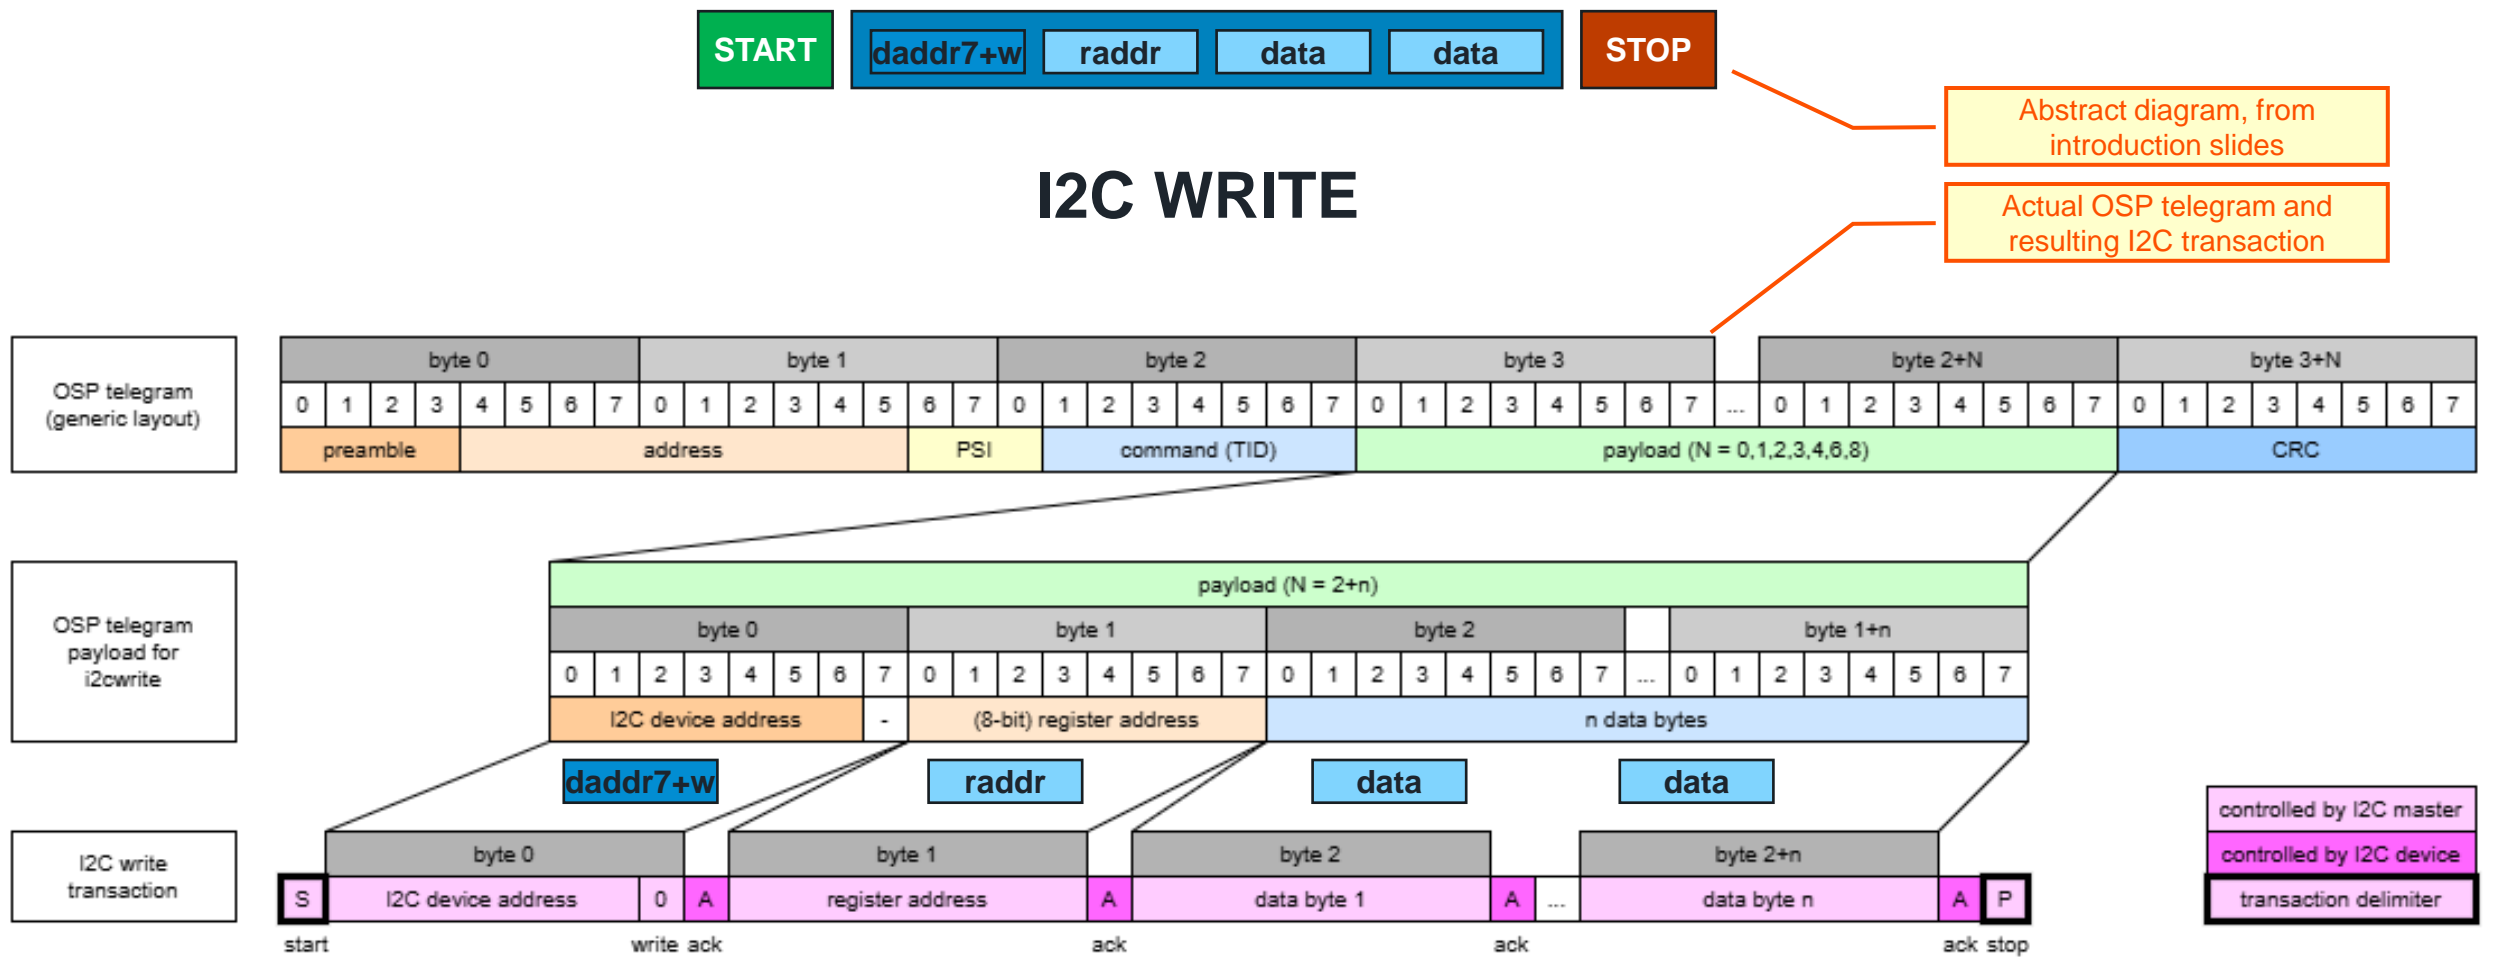 START daddr7+w raddr data data STOP
Abstract diagram, from
introduction slides
I2C WRITE
Actual OSP telegram and
resulting I2C transaction
OSP telegram
(generic layout)
byte 0 byte 1 byte 2 byte 3 byte 2+N byte 3+N
0 1 2 3 4 5 6 7 0 1 2 3 4 5 6 7 0 1 2 3 4 5 6 7 0 1 2 3 4 5 6 7 ... 0 1 2 3 4 5 6 7 0 1 2 3 4 5 6 7
preamble address PSI command (TID) payload (N = 0,1,2,3,4,6,8) CRC
OSP telegram
payload for
i2cwrite
payload (N = 2+n)
byte 0 byte 1 byte 2 byte 1+n
0 1 2 3 4 5 6 7 0 1 2 3 4 5 6 7 0 1 2 3 4 5 6 7 ... 0 1 2 3 4 5 6 7
I2C device address - (8-bit) register address n data bytes
daddr7+w raddr data data
I2C write
transaction
byte 0 byte 1 byte 2 byte 2+n
S I2C device address 0 A register address A data byte 1 A ... data byte n A P
start write ack ack ack ack stop
controlled by I2C master
controlled by I2C device
transaction delimiter